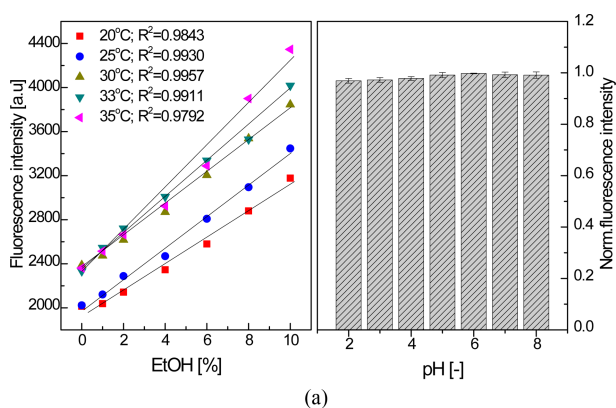 20°C; R²=0.9843
25°C; R²=0.9930
30°C; R²=0.9957
33°C; R²=0.9911
35°C; R²=0.9792
Fluorescence intensity [a.u]
4400
4000
3600
3200
2800
2400
2000
0 2 4 6 8 10
EtOH [%]
1.2
1.0
0.8
0.6
0.4
0.2
0.0
Norm.fluorescence intensity
2 4 6 8
pH [-]
(a)